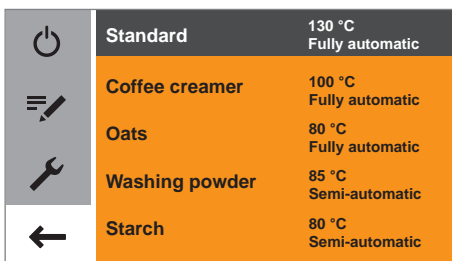 Standard
130 °C
Fully automatic
Coffee creamer
100 °C
Fully automatic
Oats
80 °C
Fully automatic
Washing powder
85 °C
Semi-automatic
Starch
80 °C
Semi-automatic